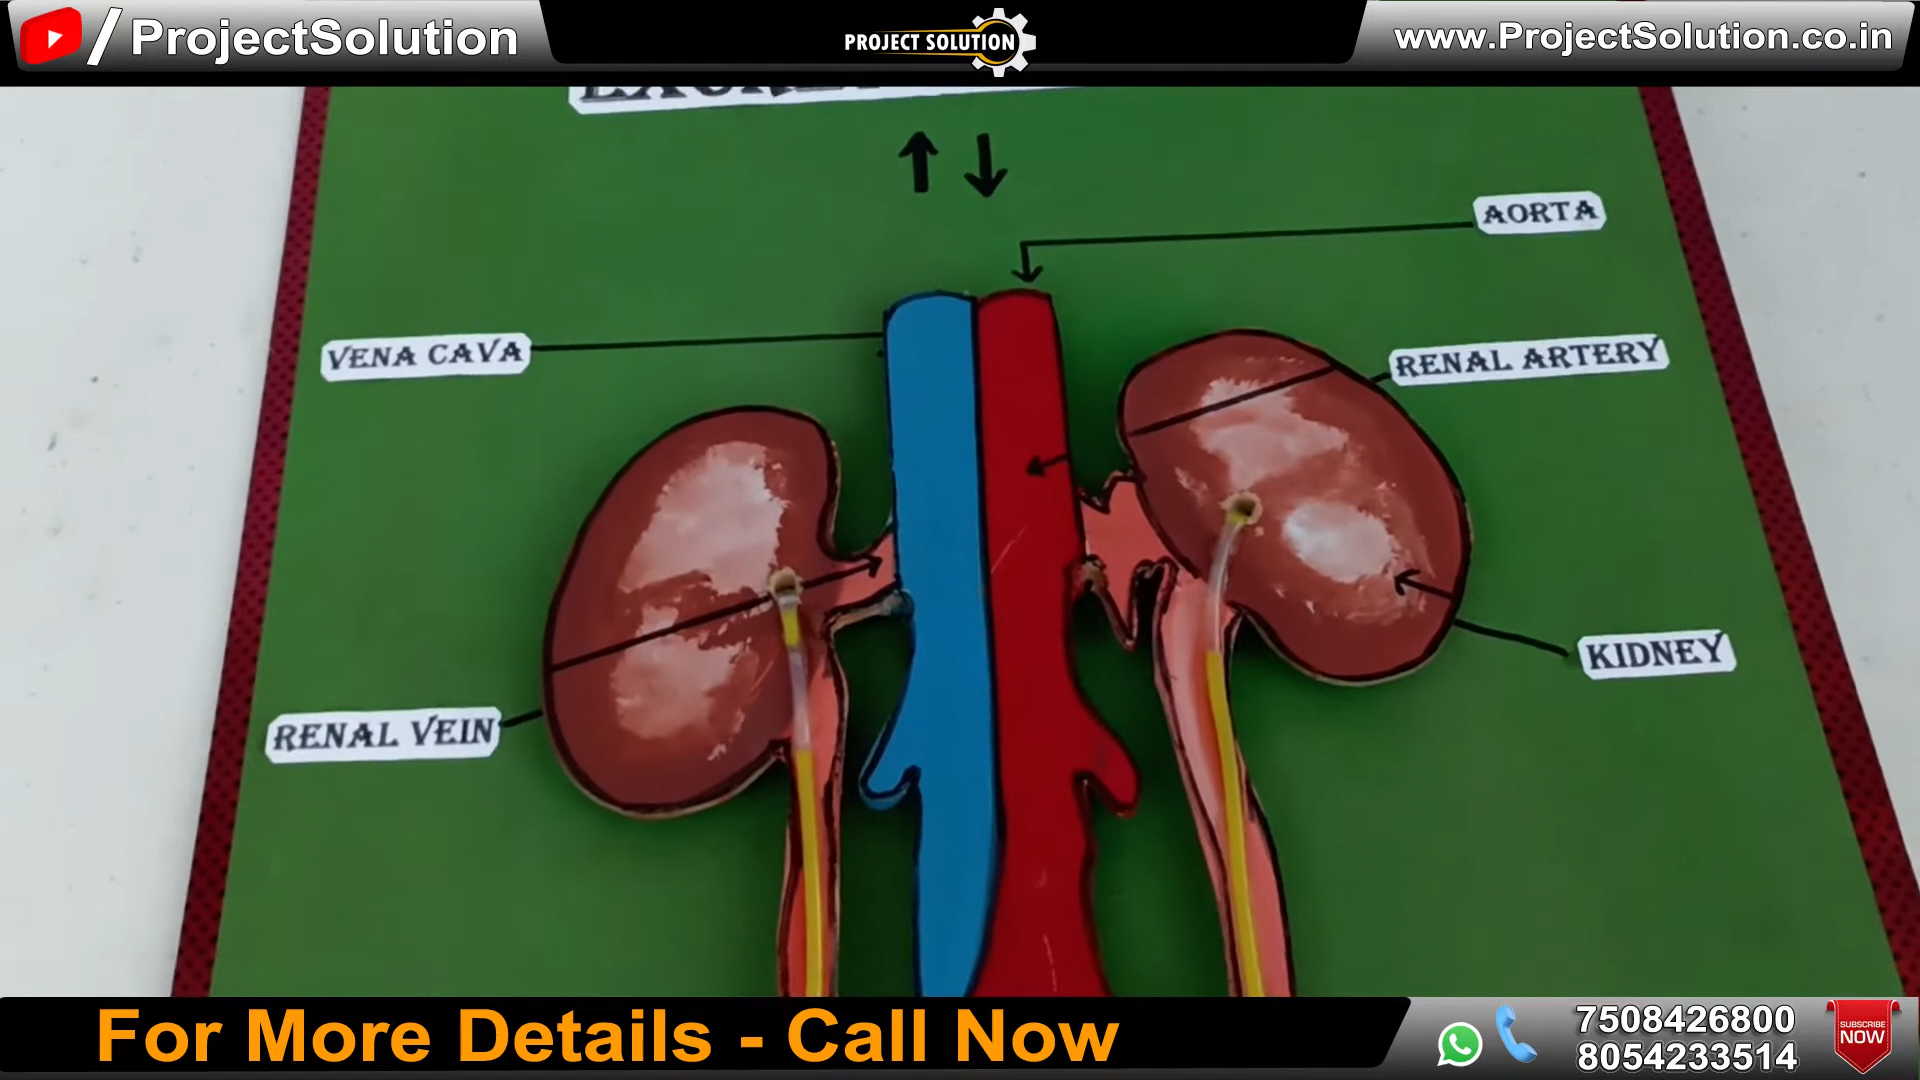 /ProjectSolution
PROJECT SOLUTION
www.ProjectSolution.co.in
AORTA
VENA CAVA
RENAL ARTERY
KIDNEY
RENAL VEIN
For More Details - Call Now
7508426800
8054233514
SUBSCRIBE
NOW